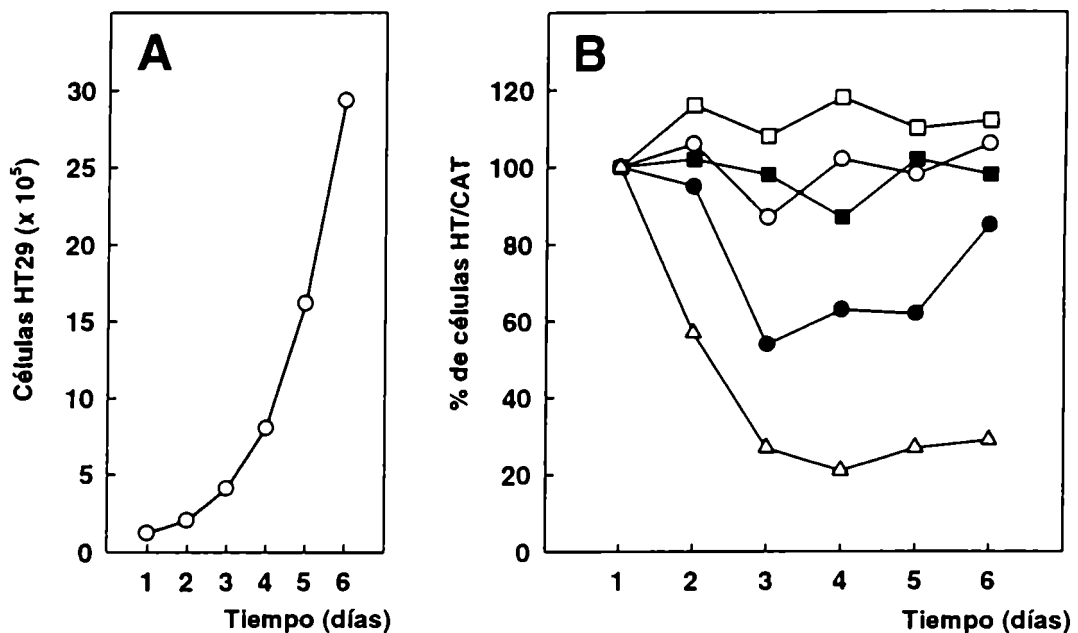 A
Células HT29 (x 10⁵)
30
25
20
15
10
5
0
1 2 3 4 5 6
Tiempo (días)
B
% de células HT/CAT
120
100
80
60
40
20
0
1 2 3 4 5 6
Tiempo (días)